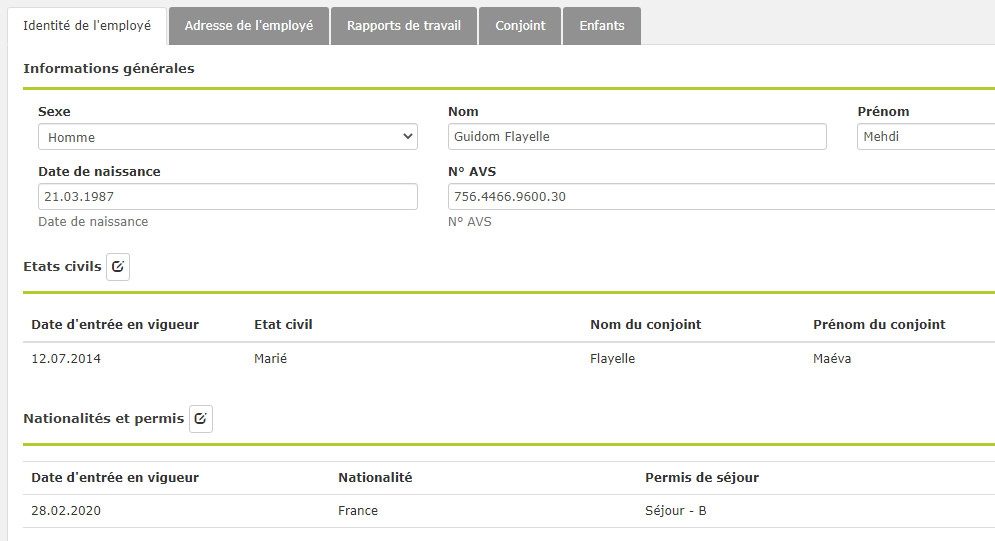 Identité de l'employé Adresse de l'employé Rapports de travail Conjoint Enfants
Informations générales
Sexe Nom Prénom
Homme Guidom Flayelle Mehdi
Date de naissance N° AVS
21.03.1987 756.4466.9600.30
Date de naissance N° AVS
Etats civils
Date d'entrée en vigueur Etat civil Nom du conjoint Prénom du conjoint
12.07.2014 Marié Flayelle Maéva
Nationalités et permis
Date d'entrée en vigueur Nationalité Permis de séjour
28.02.2020 France Séjour - B